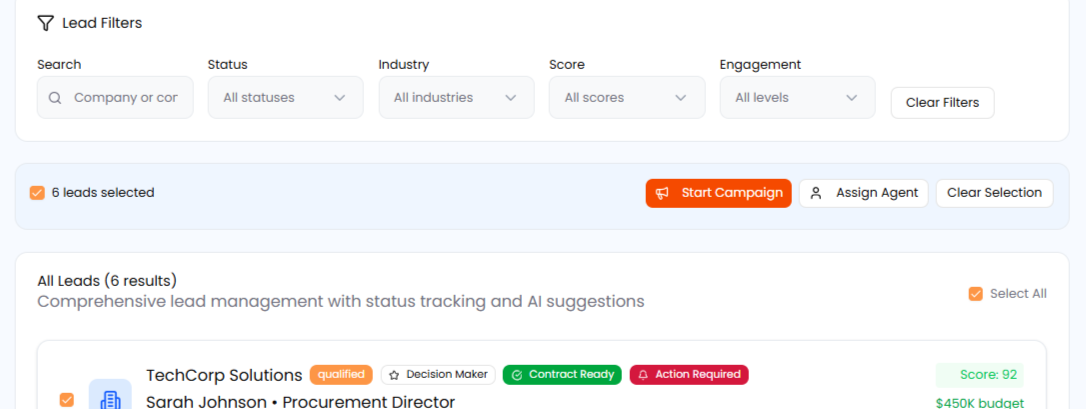 Lead Filters
Search
Status
Industry
Score
Engagement
Company or cor
All statuses
All industries
All scores
All levels
Clear Filters
6 leads selected
Start Campaign
Assign Agent
Clear Selection
All Leads (6 results)
Comprehensive lead management with status tracking and AI suggestions
Select All
TechCorp Solutions qualified Decision Maker Contract Ready Action Required
Score: 92
Sarah Johnson • Procurement Director
$450K budget